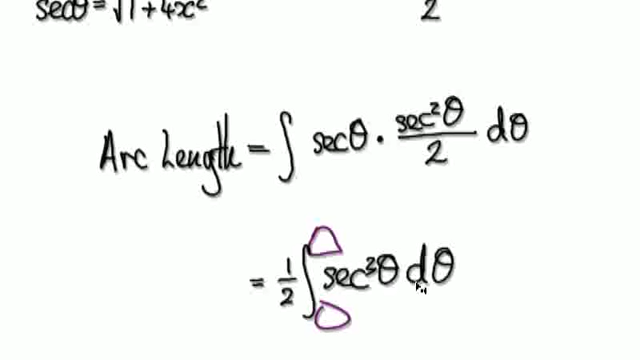 secθ = √1 + 4x² 2
Arc Length = ∫ secθ · sec²θ/2 dθ
= 1/2 ∫ sec³θ dθ